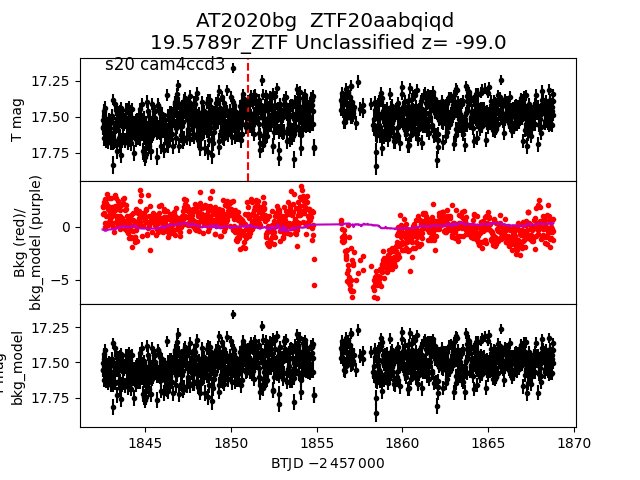 AT2020bg ZTF20aabqiqd
19.5789r_ZTF Unclassified z= -99.0
s20 cam4ccd3
T mag
17.25
17.50
17.75
Bkg (red)/
bkg_model (purple)
0
−5
bkg_model
17.25
17.50
17.75
1845 1850 1855 1860 1865 1870
BTJD −2 457 000